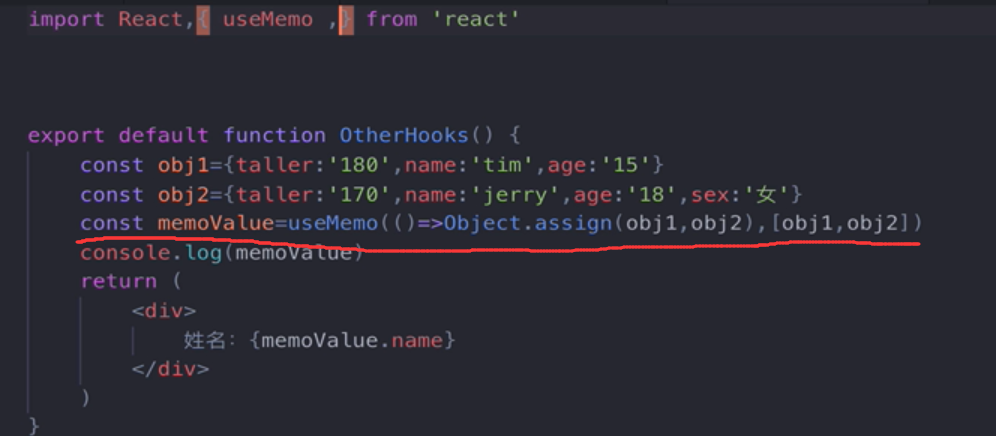 import React,{ useMemo ,} from 'react'
export default function OtherHooks() {
const obj1={taller:'180',name:'tim',age:'15'}
const obj2={taller:'170',name:'jerry',age:'18',sex:'女'}
const memoValue=useMemo(()=>Object.assign(obj1,obj2),[obj1,obj2])
console.log(memoValue)
return (
<div>
姓名: {memoValue.name}
</div>
)
}